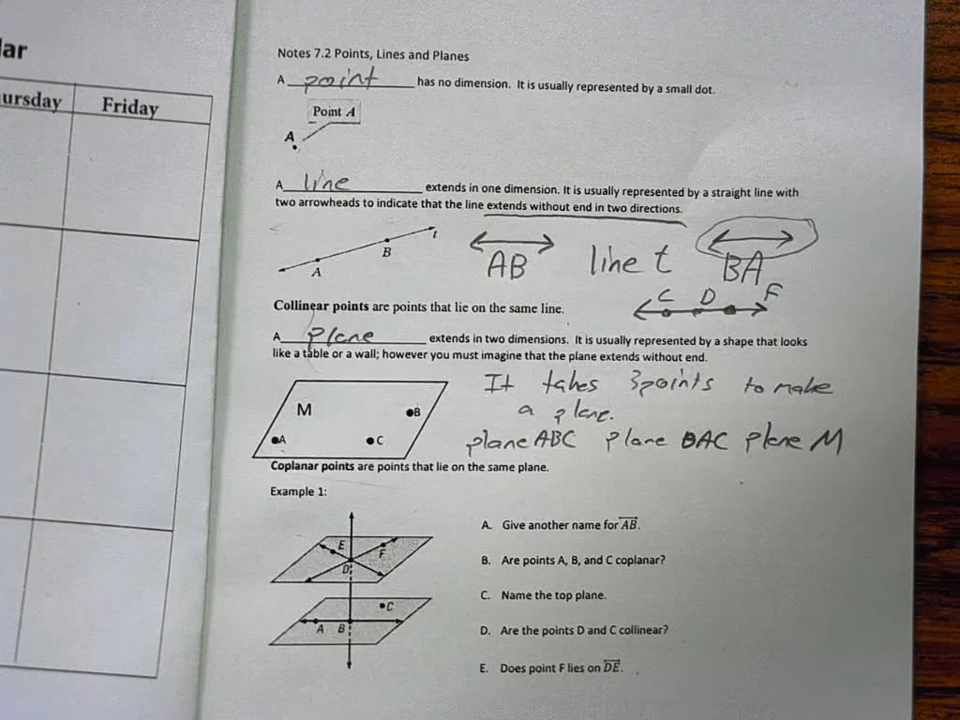 lar
ursday Friday
Notes 7.2 Points, Lines and Planes
A point has no dimension. It is usually represented by a small dot.
Point A
A
A line extends in one dimension. It is usually represented by a straight line with
two arrowheads to indicate that the line extends without end in two directions.
A B t
AB line t BA
Collinear points are points that lie on the same line.
C D F
A plane extends in two dimensions. It is usually represented by a shape that looks
like a table or a wall; however you must imagine that the plane extends without end.
M A B C
It takes 3points to make
a plane.
plane ABC plane BAC plane M
Coplanar points are points that lie on the same plane.
Example 1:
E F
D
C
A B
A. Give another name for AB.
B. Are points A, B, and C coplanar?
C. Name the top plane.
D. Are the points D and C collinear?
E. Does point F lies on DE.